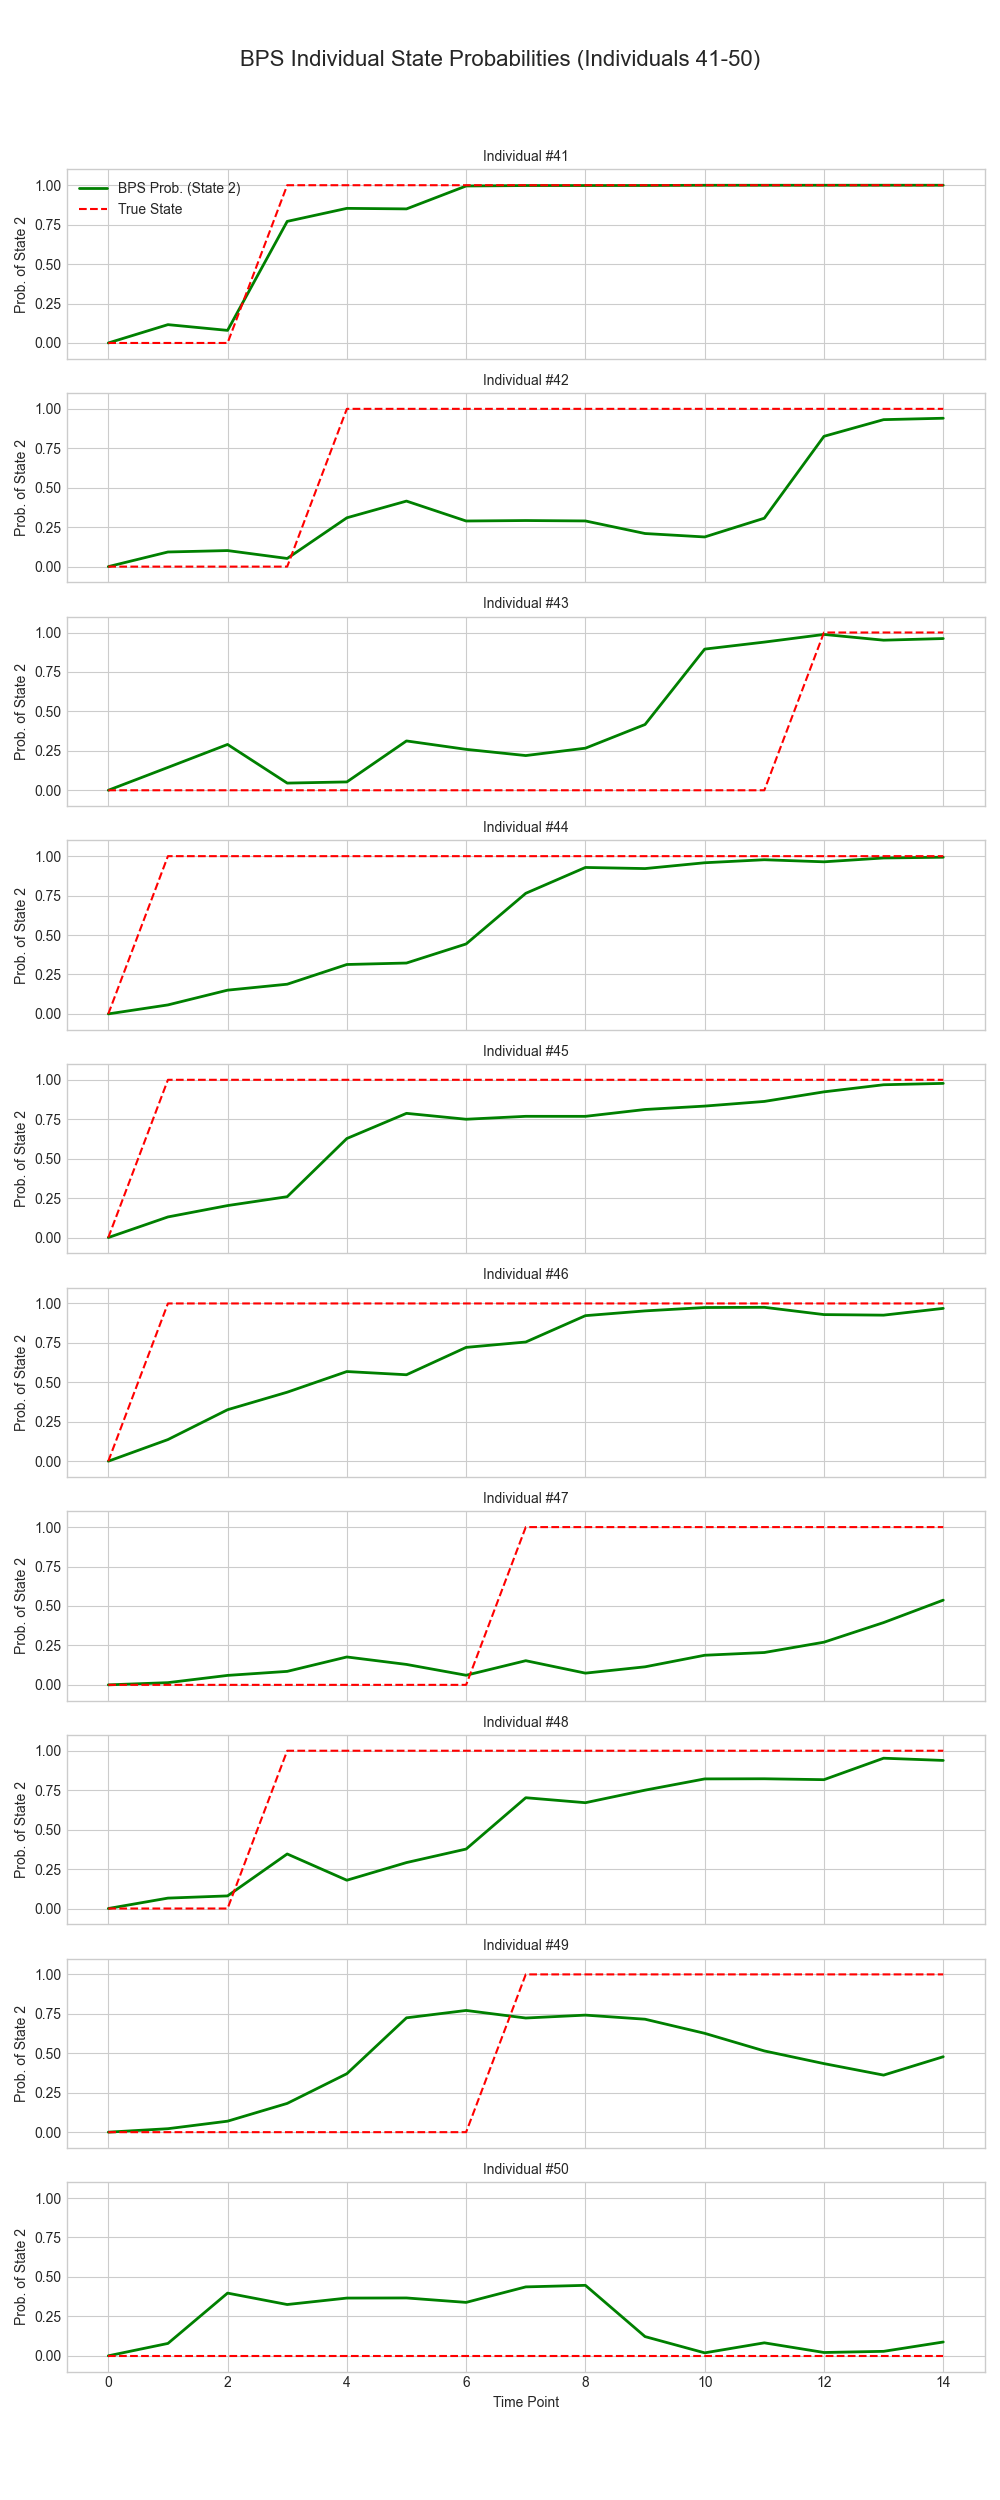 BPS Individual State Probabilities (Individuals 41-50)
Individual #41
BPS Prob. (State 2)
True State
Prob. of State 2
1.00
0.75
0.50
0.25
0.00
Individual #42
Prob. of State 2
1.00
0.75
0.50
0.25
0.00
Individual #43
Prob. of State 2
1.00
0.75
0.50
0.25
0.00
Individual #44
Prob. of State 2
1.00
0.75
0.50
0.25
0.00
Individual #45
Prob. of State 2
1.00
0.75
0.50
0.25
0.00
Individual #46
Prob. of State 2
1.00
0.75
0.50
0.25
0.00
Individual #47
Prob. of State 2
1.00
0.75
0.50
0.25
0.00
Individual #48
Prob. of State 2
1.00
0.75
0.50
0.25
0.00
Individual #49
Prob. of State 2
1.00
0.75
0.50
0.25
0.00
Individual #50
Prob. of State 2
1.00
0.75
0.50
0.25
0.00
0 2 4 6 8 10 12 14
Time Point